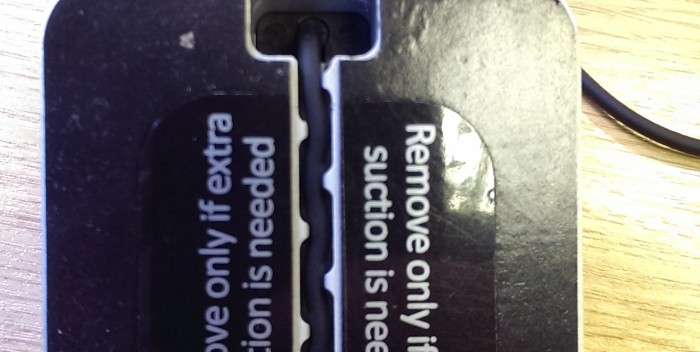 ove only if extra
tion is needed
Remove only if
suction is nee